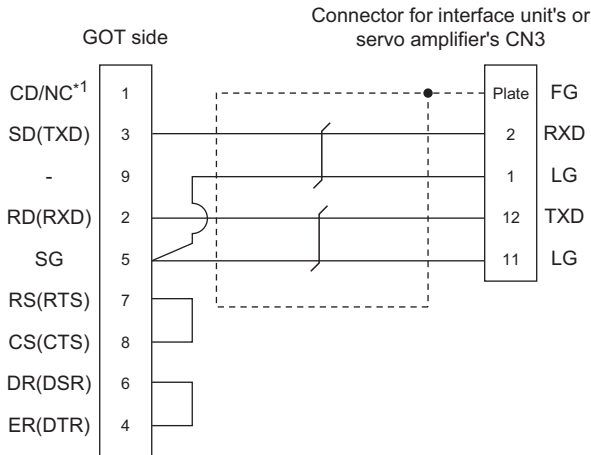 Connector for interface unit's or
servo amplifier's CN3
GOT side
CD/NC*1 1 Plate FG
SD(TXD) 3 2 RXD
- 9 1 LG
RD(RXD) 2 12 TXD
SG 5 11 LG
RS(RTS) 7
CS(CTS) 8
DR(DSR) 6
ER(DTR) 4